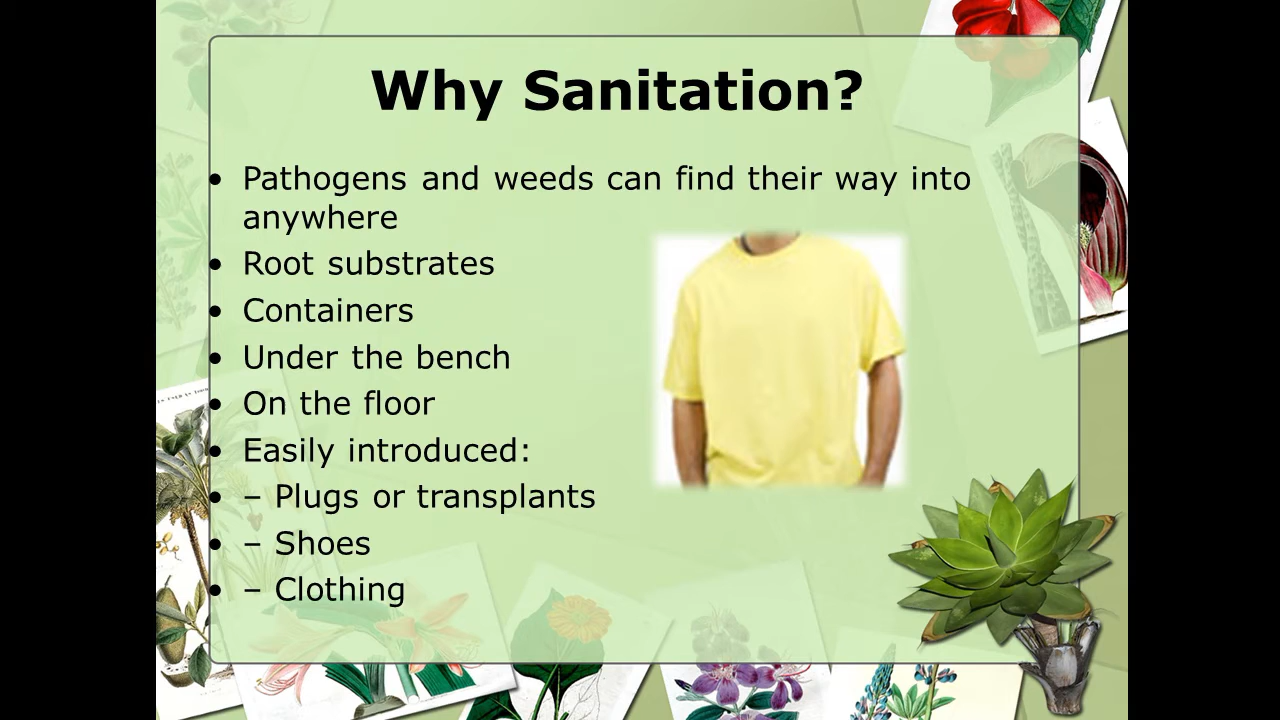 Why Sanitation?
• Pathogens and weeds can find their way into
anywhere
• Root substrates
• Containers
• Under the bench
• On the floor
• Easily introduced:
• – Plugs or transplants
• – Shoes
• – Clothing